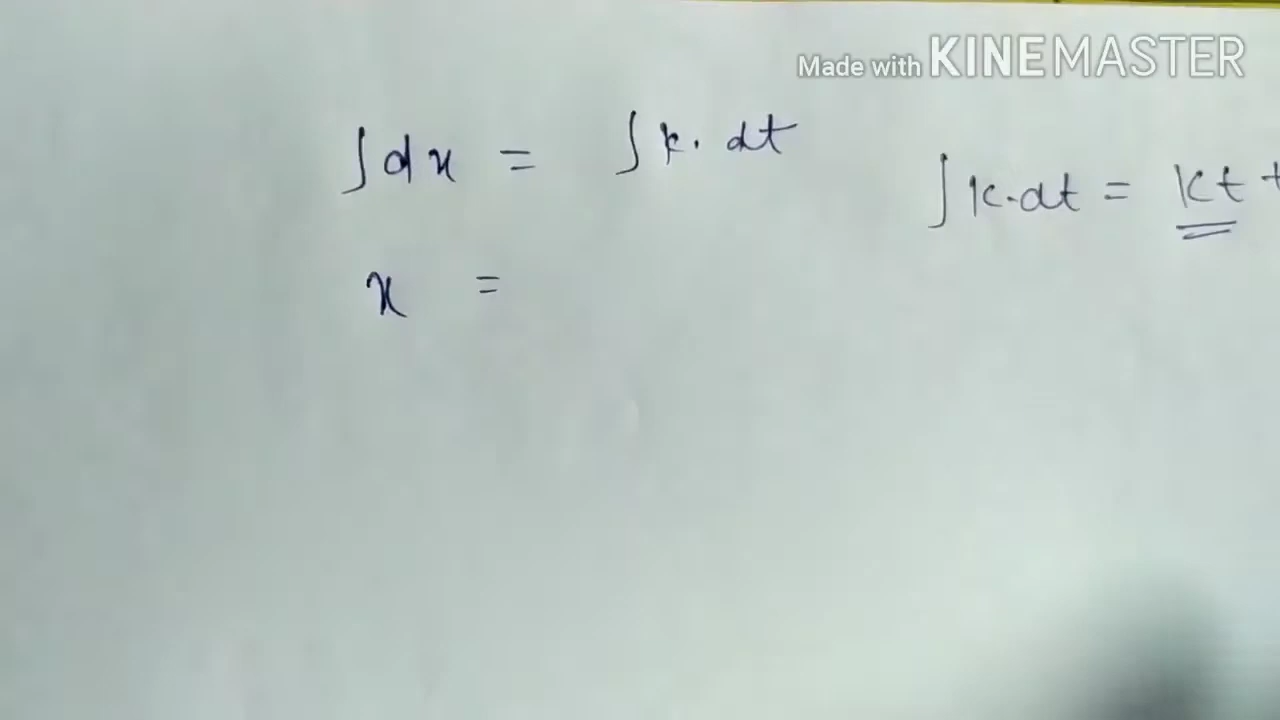 Made with KINEMASTER
∫ dx = ∫ k. dt
∫ k.dt = kt +
x =